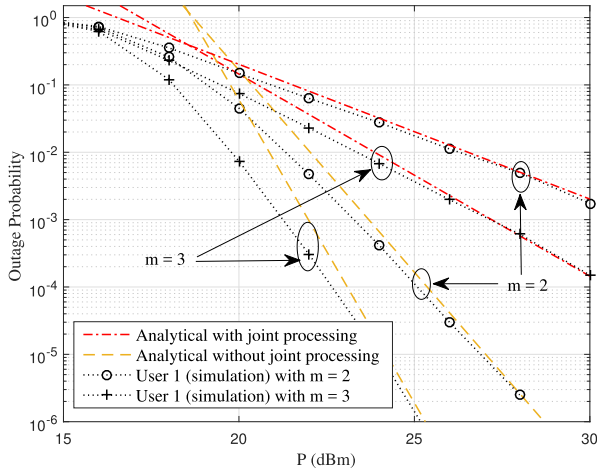 10^0
10^-1
10^-2
10^-3
10^-4
10^-5
10^-6
Outage Probability
m = 3
m = 2
Analytical with joint processing
Analytical without joint processing
User 1 (simulation) with m = 2
User 1 (simulation) with m = 3
15 20 25 30
P (dBm)